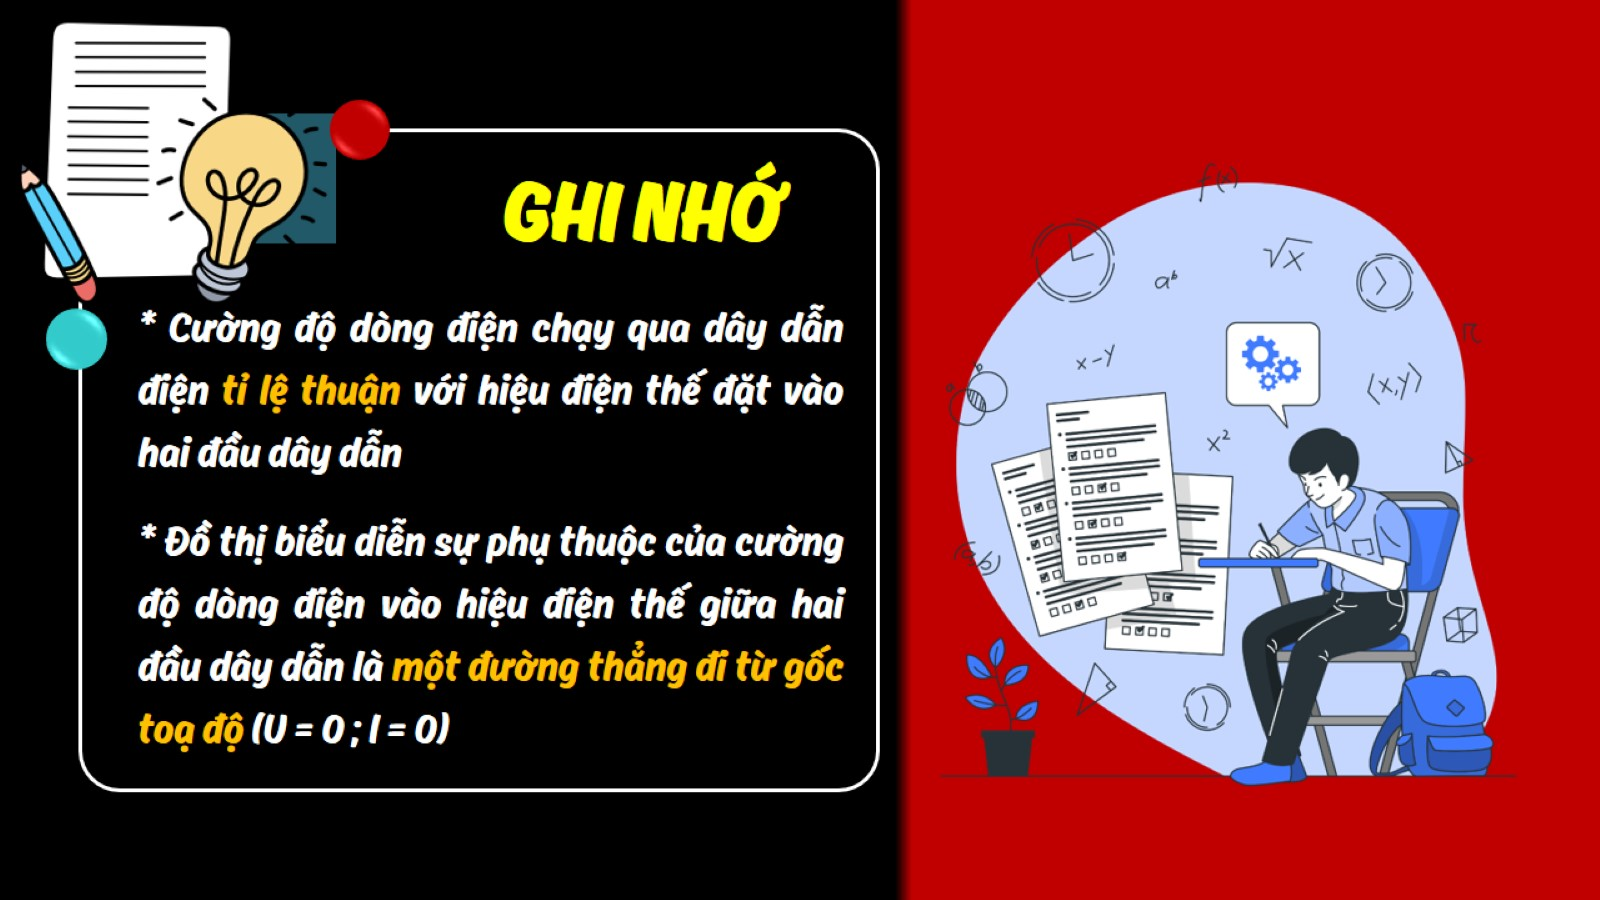 GHI NHỚ
* Cường độ dòng điện chạy qua dây dẫn
điện tỉ lệ thuận với hiệu điện thế đặt vào
hai đầu dây dẫn
* Đồ thị biểu diễn sự phụ thuộc của cường
độ dòng điện vào hiệu điện thế giữa hai
đầu dây dẫn là một đường thẳng đi từ gốc
toạ độ (U = 0 ; I = 0)
f(x)
√x
aᵇ
π
x-y
(x,y)
x²